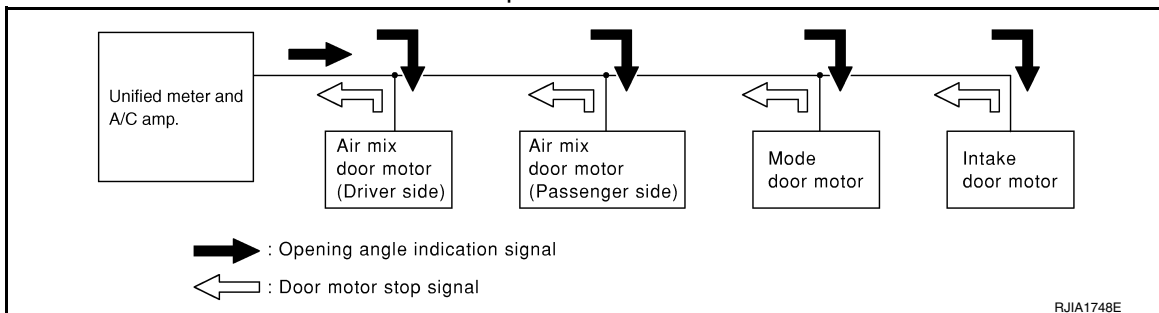 Unified meter and
A/C amp.
Air mix
door motor
(Driver side)
Air mix
door motor
(Passenger side)
Mode
door motor
Intake
door motor
: Opening angle indication signal
: Door motor stop signal
RJIA1748E